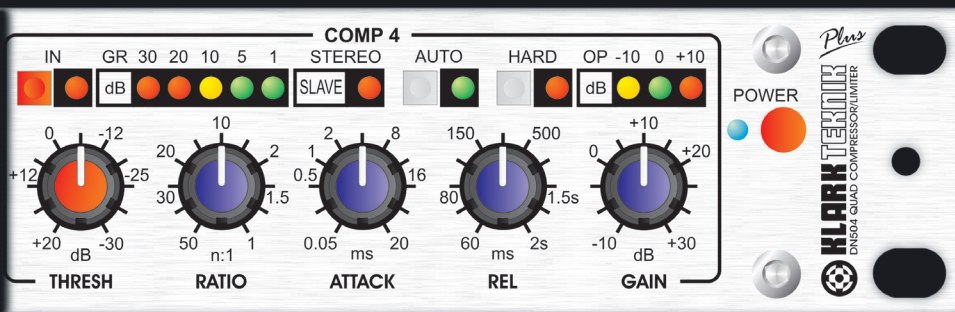 COMP 4
IN
GR 30 20 10 5 1
STEREO
AUTO
HARD
OP -10 0 +10
dB
SLAVE
dB
0 -12
+12 -25
+20 -30
dB
THRESH
10
20 2
30 1.5
50 1
n:1
RATIO
2 8
1
0.5 16
0.05 20
ms
ATTACK
150 500
80 1.5s
60 2s
ms
REL
+10
0 +20
-10 +30
dB
GAIN
POWER
Plus
KLARK TEKNIK
DN504 QUAD COMPRESSOR/LIMITER